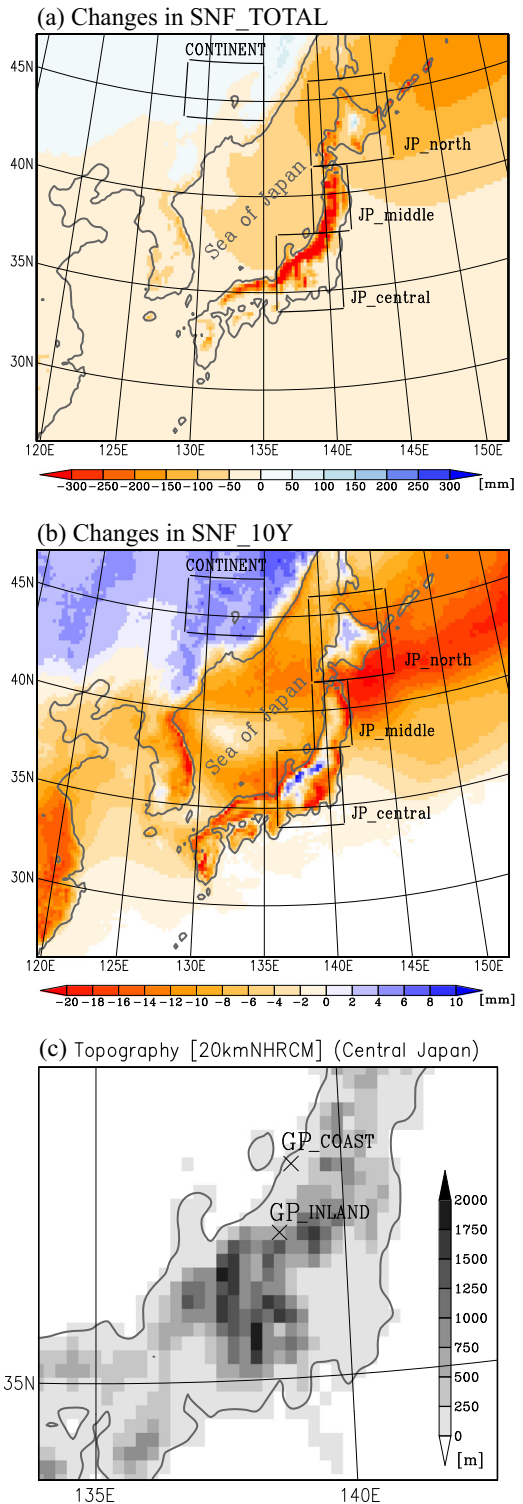 (a) Changes in SNF_TOTAL
CONTINENT
45N
JP_north
40N
Sea of Japan
JP_middle
35N
JP_central
30N
120E 125E 130E 135E 140E 145E 150E
-300 -250 -200 -150 -100 -50 0 50 100 150 200 250 300 [mm]
(b) Changes in SNF_10Y
CONTINENT
45N
JP_north
40N
Sea of Japan
JP_middle
35N
JP_central
30N
120E 125E 130E 135E 140E 145E 150E
-20 -18 -16 -14 -12 -10 -8 -6 -4 -2 0 2 4 6 8 10 [mm]
(c) Topography [20kmNHRCM] (Central Japan)
GP_COAST
GP_INLAND
2000
1750
1500
1250
1000
750
500
250
0
[m]
35N
135E 140E